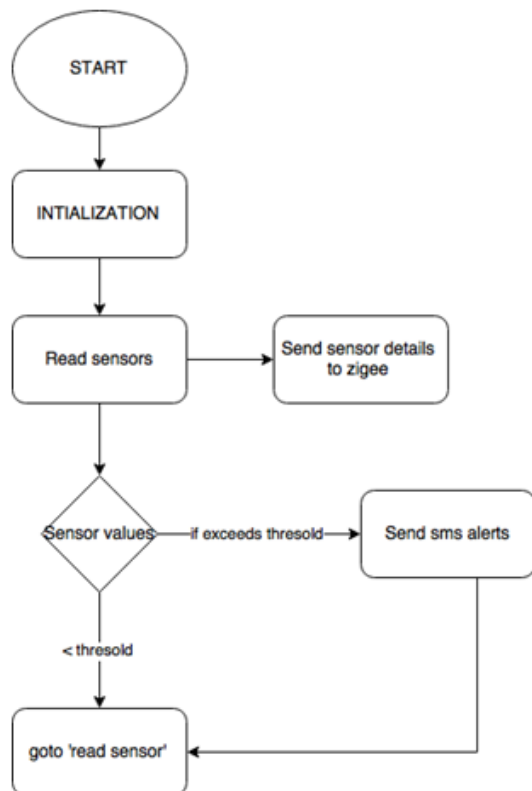 START
INTIALIZATION
Read sensors
Send sensor details
to zigee
Sensor values
if exceeds thresold
Send sms alerts
< thresold
goto 'read sensor'